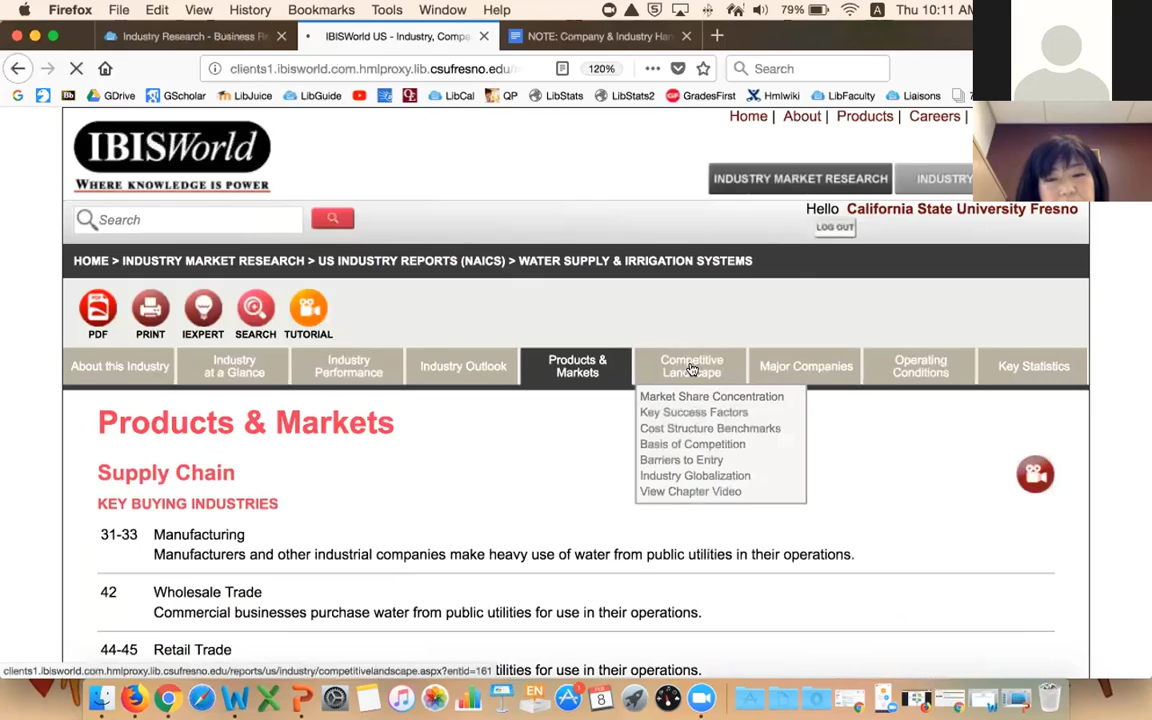 Firefox File Edit View History Bookmarks Tools Window Help 79% A Thu 10:11 AM
Industry Research - Business R
IBISWorld US - Industry, Compa
NOTE: Company & Industry Han
clients1.ibisworld.com.hmlproxy.lib.csufresno.edu/
120%
Search
GDrive GScholar LibJuice LibGuide LibCal QP LibStats LibStats2 GradesFirst Hmlwiki LibFaculty Liaisons
Home | About | Products | Careers |
IBISWorld
WHERE KNOWLEDGE IS POWER
INDUSTRY MARKET RESEARCH
INDUSTRY
Search
Hello California State University Fresno
LOG OUT
HOME > INDUSTRY MARKET RESEARCH > US INDUSTRY REPORTS (NAICS) > WATER SUPPLY & IRRIGATION SYSTEMS
PDF PRINT IEXPERT SEARCH TUTORIAL
About this Industry
Industry
at a Glance
Industry
Performance
Industry Outlook
Products &
Markets
Competitive
Landscape
Major Companies
Operating
Conditions
Key Statistics
Market Share Concentration
Key Success Factors
Cost Structure Benchmarks
Basis of Competition
Barriers to Entry
Industry Globalization
View Chapter Video
Products & Markets
Supply Chain
KEY BUYING INDUSTRIES
31-33 Manufacturing
Manufacturers and other industrial companies make heavy use of water from public utilities in their operations.
42 Wholesale Trade
Commercial businesses purchase water from public utilities for use in their operations.
44-45 Retail Trade
utilities for use in their operations.
clients1.ibisworld.com.hmlproxy.lib.csufresno.edu/reports/us/industry/competitivelandscape.aspx?entid=161